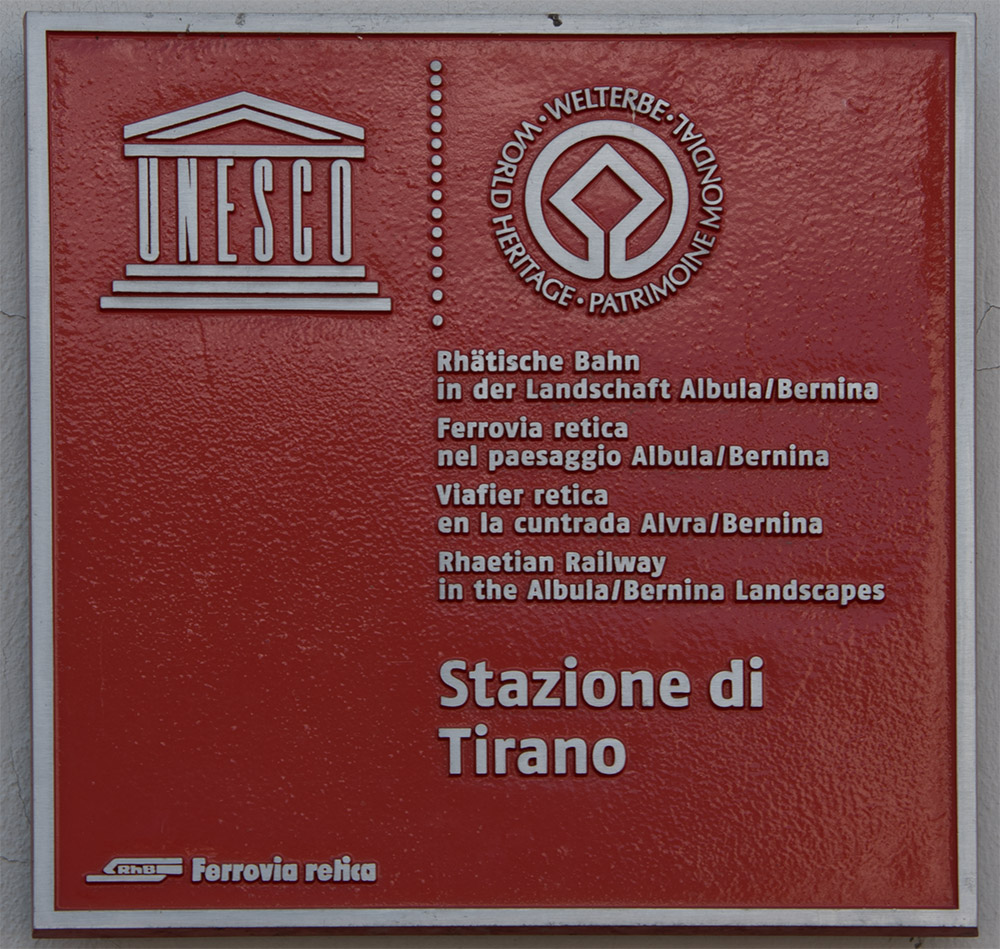 UNESCO
WORLD HERITAGE · PATRIMOINE MONDIAL · WELTERBE ·
Rhätische Bahn
in der Landschaft Albula/Bernina
Ferrovia retica
nel paesaggio Albula/Bernina
Viafier retica
en la cuntrada Alvra/Bernina
Rhaetian Railway
in the Albula/Bernina Landscapes
Stazione di
Tirano
RhB Ferrovia retica